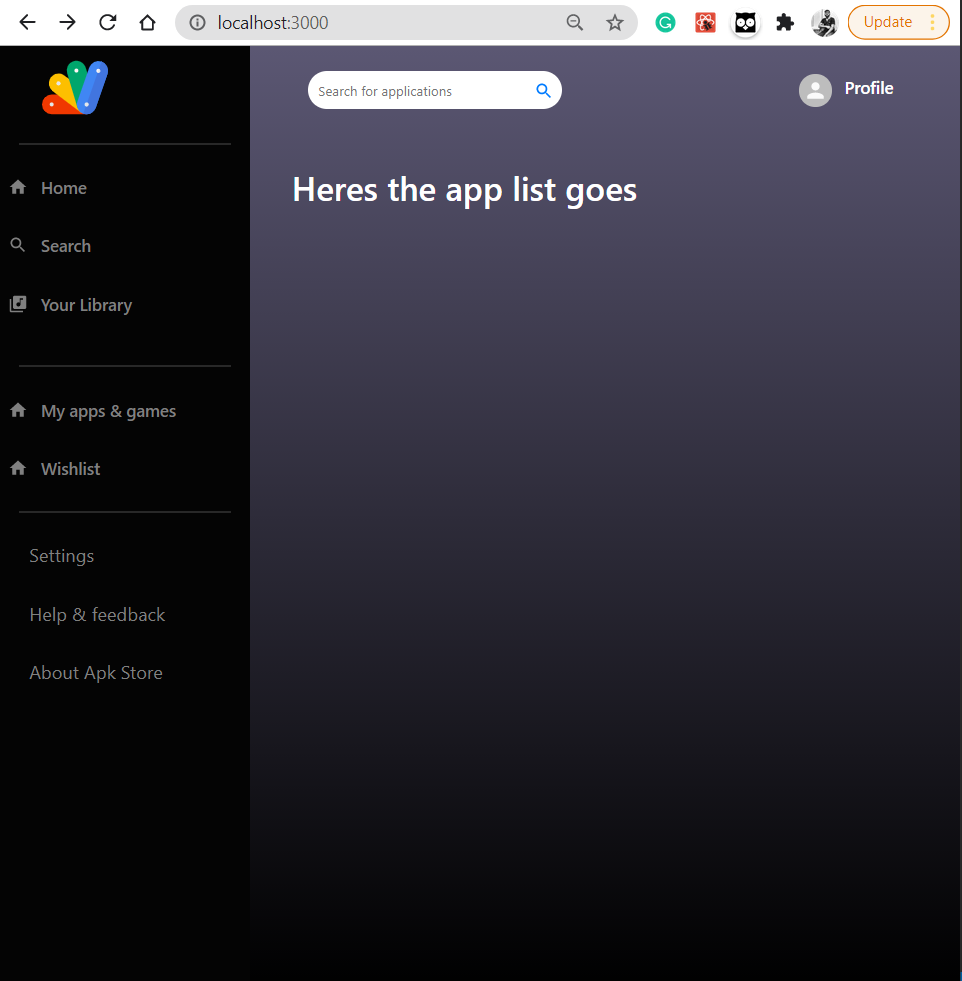 localhost:3000
Update
Search for applications
Profile
Home
Search
Your Library
My apps & games
Wishlist
Settings
Help & feedback
About Apk Store
Heres the app list goes